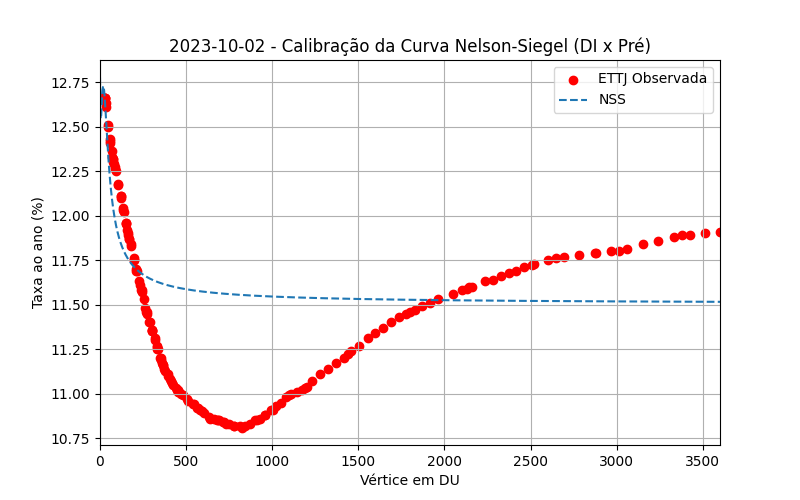 2023-10-02 - Calibração da Curva Nelson-Siegel (DI x Pré)
ETTJ Observada
NSS
Taxa ao ano (%)
12.75
12.50
12.25
12.00
11.75
11.50
11.25
11.00
10.75
0 500 1000 1500 2000 2500 3000 3500
Vértice em DU